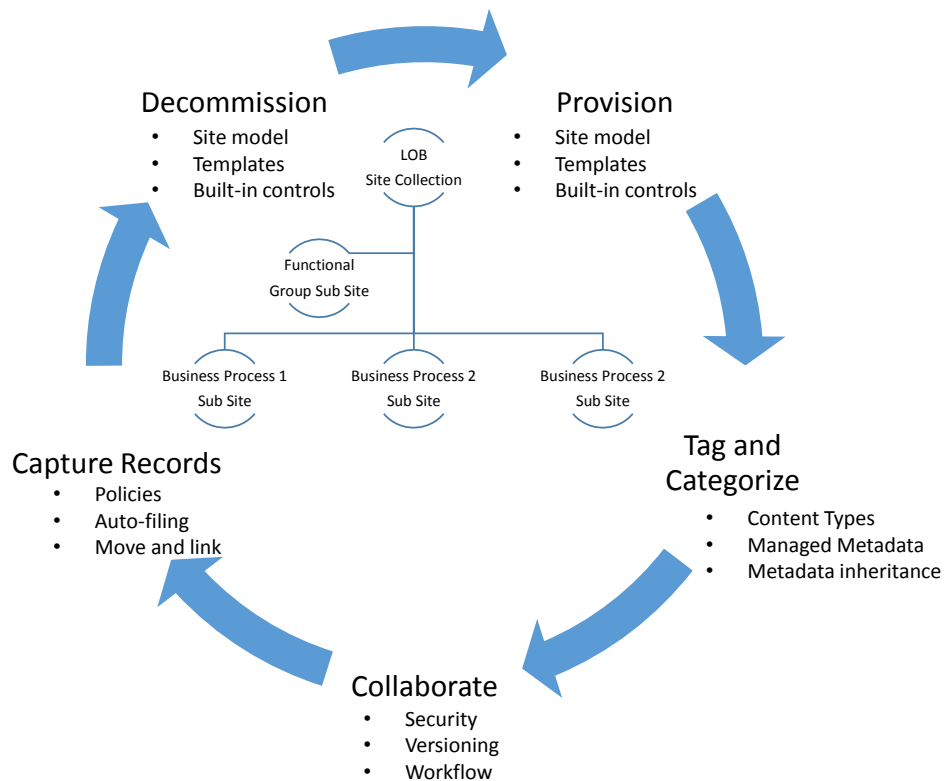 Decommission
• Site model
• Templates
• Built-in controls
Provision
• Site model
• Templates
• Built-in controls
LOB
Site Collection
Functional
Group Sub Site
Business Process 1
Sub Site
Business Process 2
Sub Site
Business Process 2
Sub Site
Tag and
Categorize
• Content Types
• Managed Metadata
• Metadata inheritance
Capture Records
• Policies
• Auto-filing
• Move and link
Collaborate
• Security
• Versioning
• Workflow